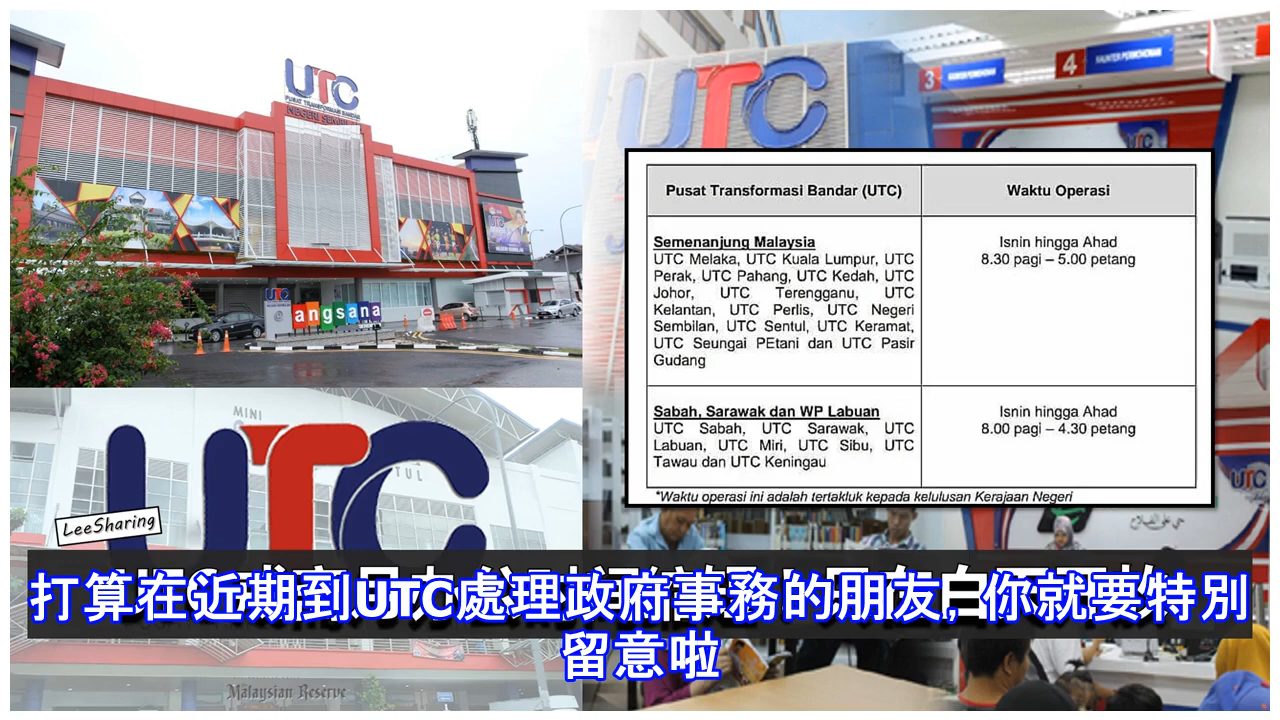 UTC
PUSAT TRANSFORMASI BANDAR
NEGERI SEMBILAN
angsana
UTC
3
4
KAUNTER PERMOHONAN
Pusat Transformasi Bandar (UTC)
Waktu Operasi
Semenanjung Malaysia
UTC Melaka, UTC Kuala Lumpur, UTC
Perak, UTC Pahang, UTC Kedah, UTC
Johor, UTC Terengganu, UTC
Kelantan, UTC Perlis, UTC Negeri
Sembilan, UTC Sentul, UTC Keramat,
UTC Seungai PEtani dan UTC Pasir
Gudang
Isnin hingga Ahad
8.30 pagi – 5.00 petang
Sabah, Sarawak dan WP Labuan
UTC Sabah, UTC Sarawak, UTC
Labuan, UTC Miri, UTC Sibu, UTC
Tawau dan UTC Keningau
Isnin hingga Ahad
8.00 pagi – 4.30 petang
*Waktu operasi ini adalah tertakluk kepada kelulusan Kerajaan Negeri
MINI
UTC
LeeSharing
UTC
打算在近期到UTC處理政府事務的朋友, 你就要特別
留意啦
Malaysian Reserve